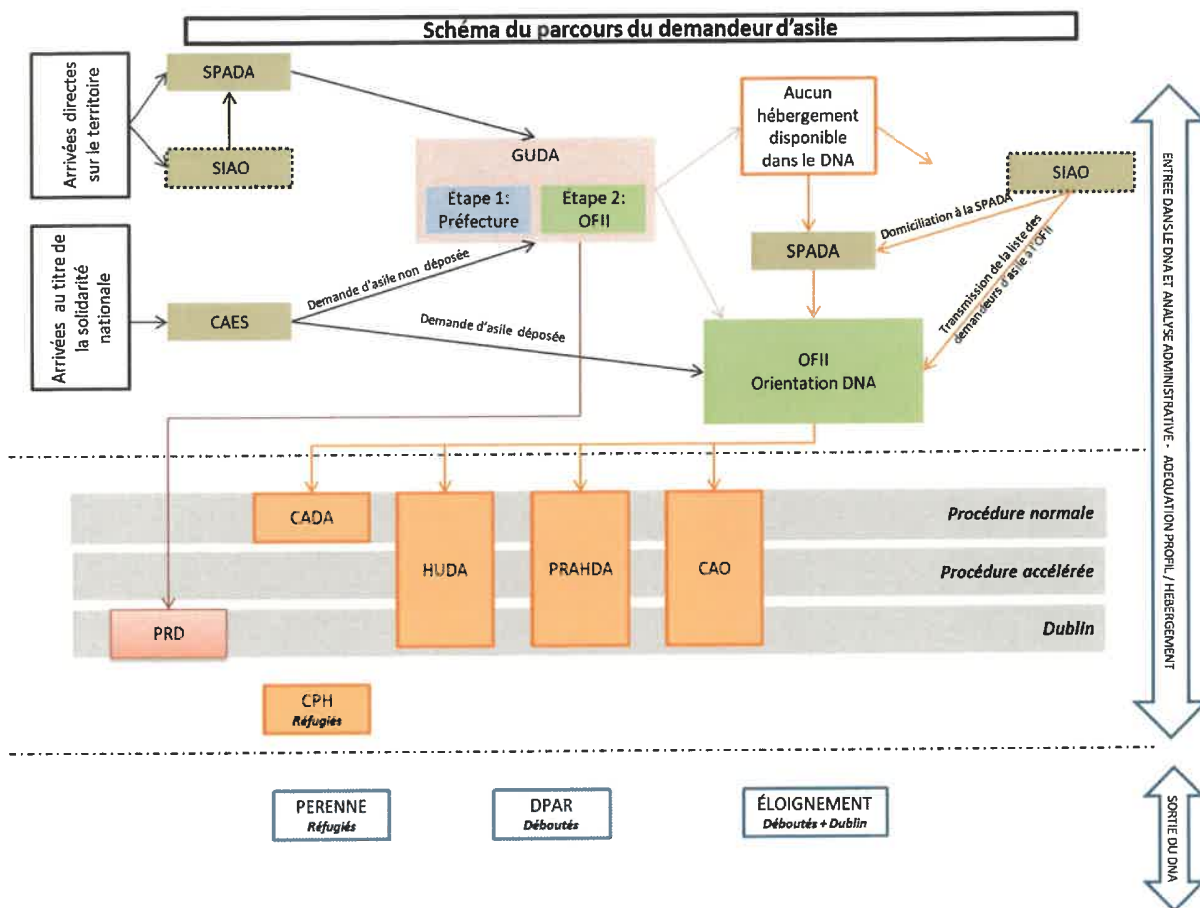 Schéma du parcours du demandeur d'asile
Arrivées directes
sur le territoire
SPADA
SIAO
GUDA
Étape 1:
Préfecture
Étape 2:
OFII
Aucun
hébergement
disponible
dans le DNA
SIAO
Domiciliation à la SPADA
SPADA
Transmission de la liste des
demandeurs d'asile à l'OFII
Arrivées au titre de
la solidarité
nationale
CAES
Demande d'asile non déposée
Demande d'asile déposée
OFII
Orientation DNA
ENTREE DANS LE DNA ET ANALYSE ADMINISTRATIVE - ADEQUATION PROFIL / HEBERGEMENT
CADA
HUDA
PRAHDA
CAO
Procédure normale
Procédure accélérée
Dublin
PRD
CPH
Réfugiés
PERENNE
Réfugiés
DPAR
Déboutés
ÉLOIGNEMENT
Déboutés + Dublin
SORTIE DU DNA